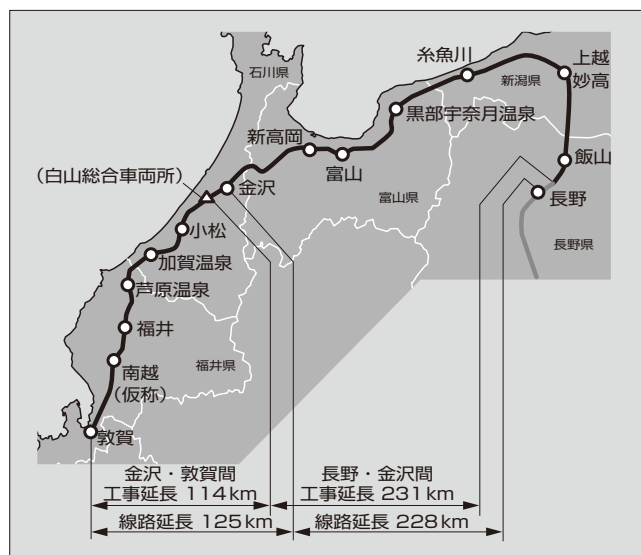 糸魚川
上越
妙高
石川県
新潟県
黒部宇奈月温泉
新高岡
富山
飯山
(白山総合車両所)
金沢
長野
富山県
小松
長野県
加賀温泉
芦原温泉
福井
福井県
南越
(仮称)
敦賀
金沢・敦賀間
工事延長 114km
長野・金沢間
工事延長 231km
線路延長 125km
線路延長 228km